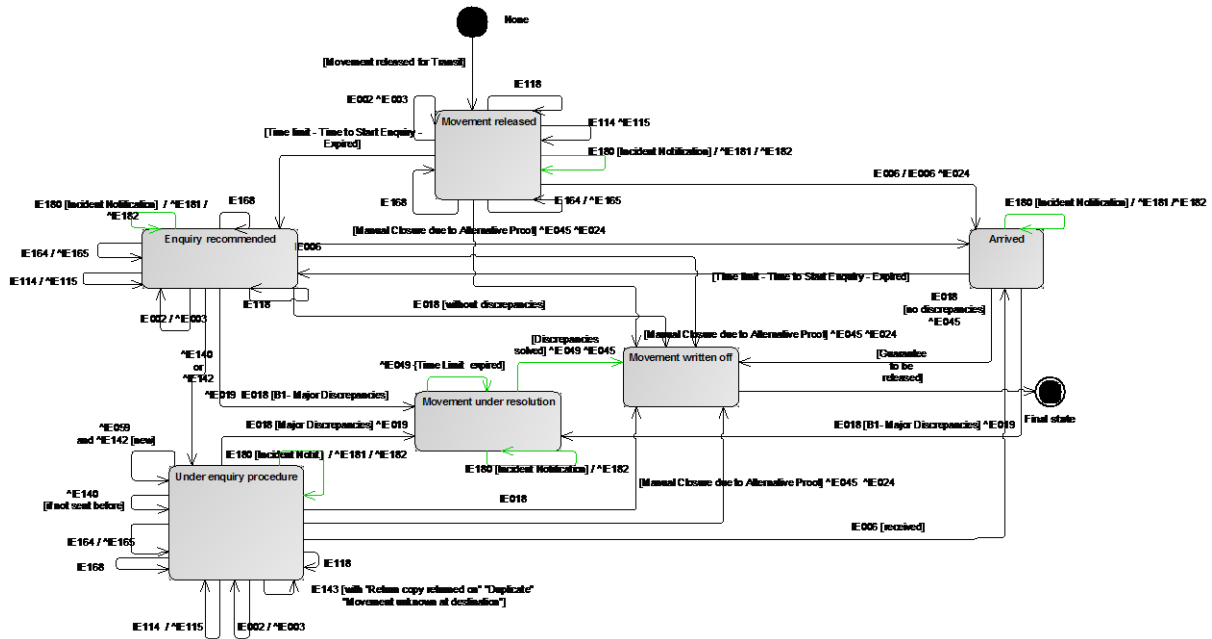 None
[Movement released for Transit]
IE118
IE002 ^IE003
Movement released
IE114 ^IE115
[Time limit - Time to Start Enquiry -
Expired]
IE180 [Incident Notification] / ^IE181 / ^IE182
IE006 / IE006 ^IE024
IE168
IE164 / ^IE165
IE180 [Incident Notification] / ^IE181 /
^IE182
IE168
IE180 [Incident Notification] / ^IE181 /^IE182
Enquiry recommended
[Manual Closure due to Alternative Proof] ^IE045 ^IE024
Arrived
IE006
IE164 / ^IE165
IE114 / ^IE115
[Time limit - Time to Start Enquiry - Expired]
IE118
IE018 [without discrepancies]
IE018
[no discrepancies]
^IE045
IE002 / ^IE003
[Manual Closure due to Alternative Proof] ^IE045 ^IE024
[Discrepancies
solved] ^IE049 ^IE045
Movement written off
[Guarantee
to be
released]
^IE140
or
^IE142
^IE049 {Time Limit expired]
^IE019 IE018 [B1- Major Discrepancies]
Movement under resolution
Final state
IE018 [Major Discrepancies] ^IE019
IE018 [B1- Major Discrepancies] ^IE019
^IE059
and ^IE142 [new]
IE180 [Incident Notif.] / ^IE181 / ^IE182
IE180 [Incident Notification] / ^IE182
Under enquiry procedure
[Manual Closure due to Alternative Proof] ^IE045 ^IE024
^IE140
[if not sent before]
IE018
IE006 [received]
IE164 / ^IE165
IE168
IE118
IE143 [with "Return copy returned on" "Duplicate"
"Movement unknown at destination"]
IE114 / ^IE115
IE002 / ^IE003